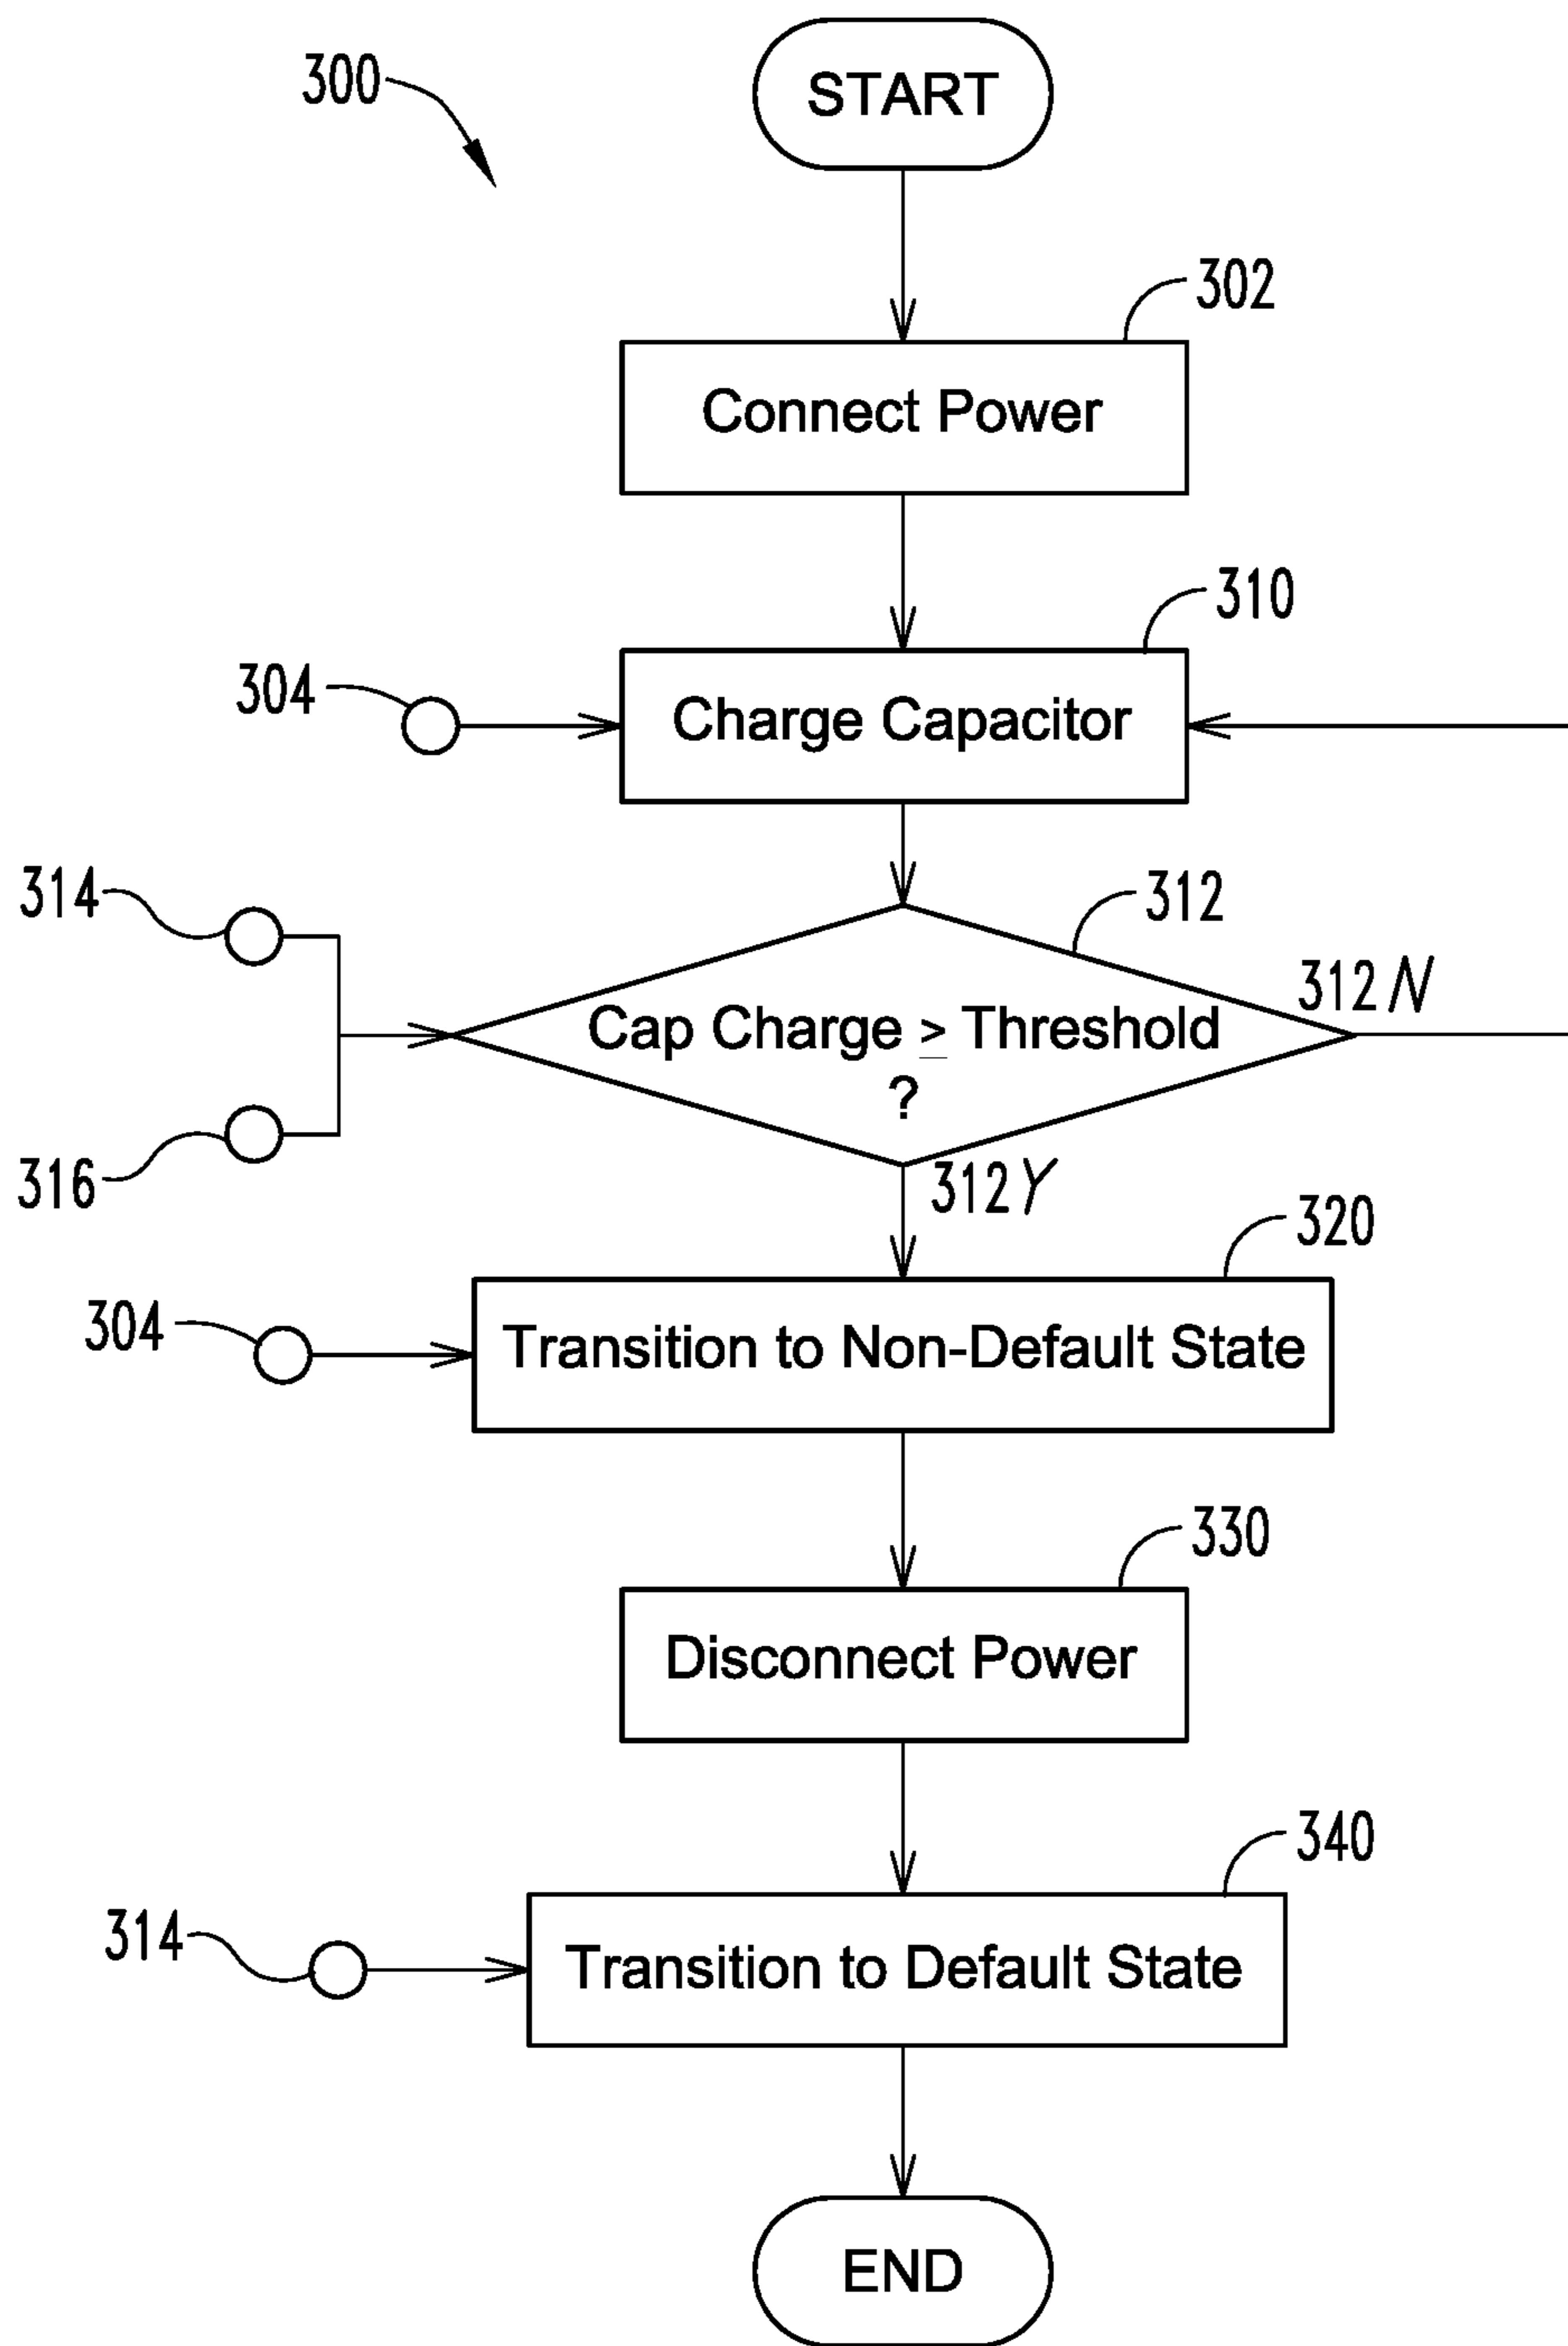 300
START
302
Connect Power
310
304
Charge Capacitor
314
312
312N
Cap Charge ≥ Threshold
?
316
312Y
320
304
Transition to Non-Default State
330
Disconnect Power
340
314
Transition to Default State
END